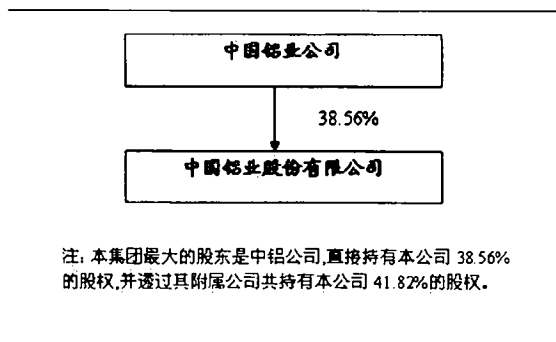 中国铝业公司
38.56%
中国铝业股份有限公司
注: 本集团最大的股东是中铝公司,直接持有本公司 38.56%
的股权,并透过其附属公司共持有本公司 41.82%的股权。